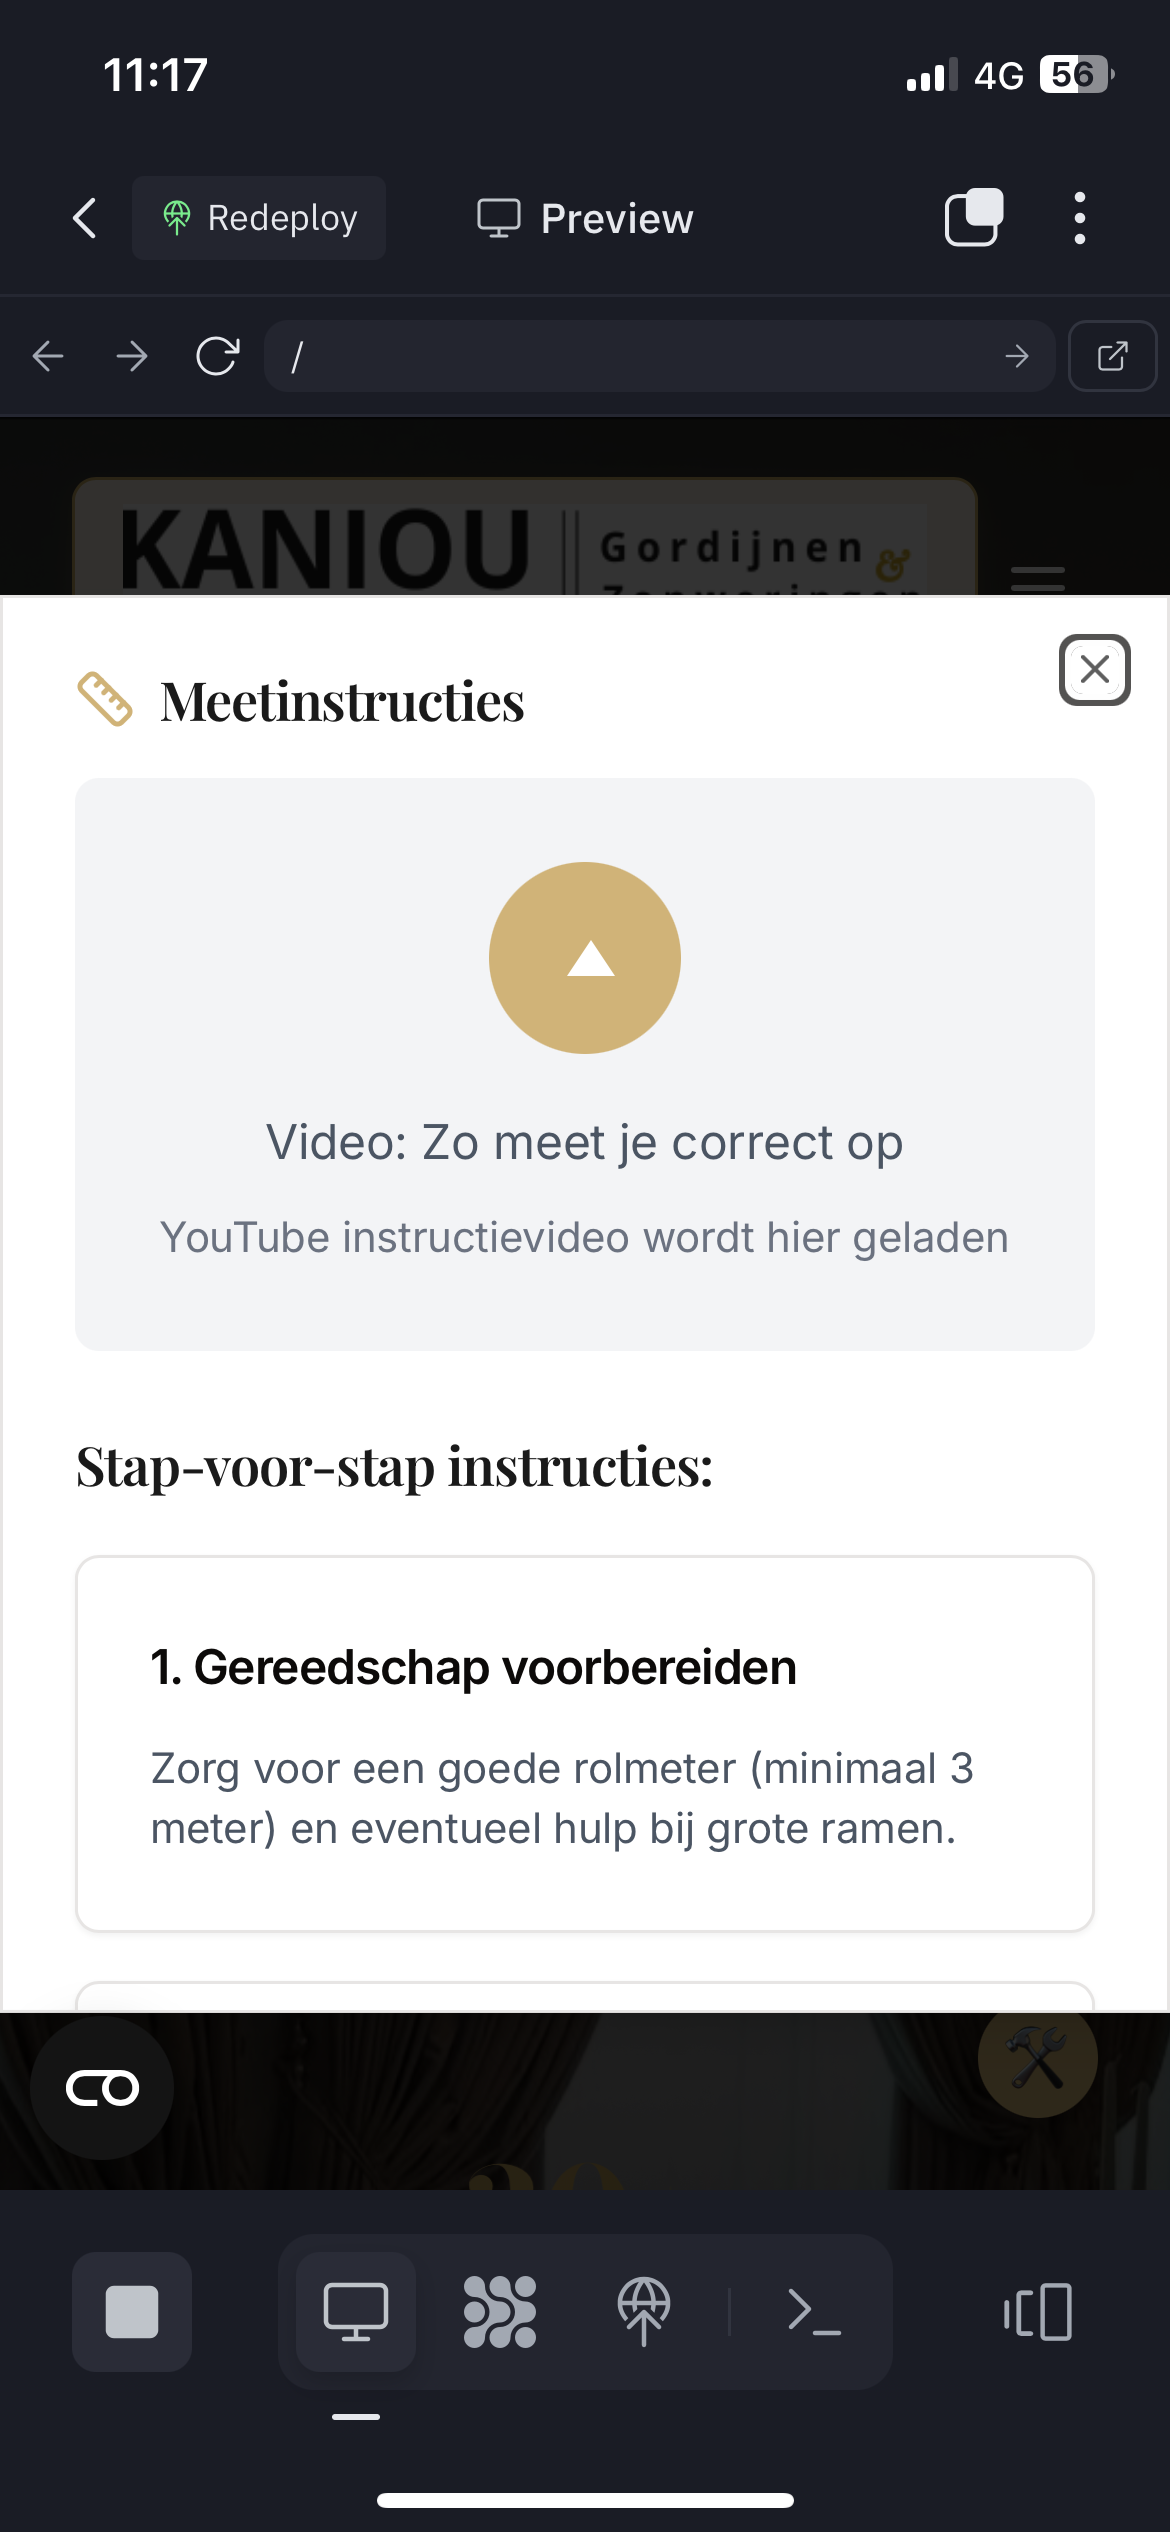 11:17
4G 56
Redeploy
Preview
/
KANIOU
Gordijnen &
Zonweringen
Meetinstructies
Video: Zo meet je correct op
YouTube instructievideo wordt hier geladen
Stap-voor-stap instructies:
1. Gereedschap voorbereiden
Zorg voor een goede rolmeter (minimaal 3
meter) en eventueel hulp bij grote ramen.